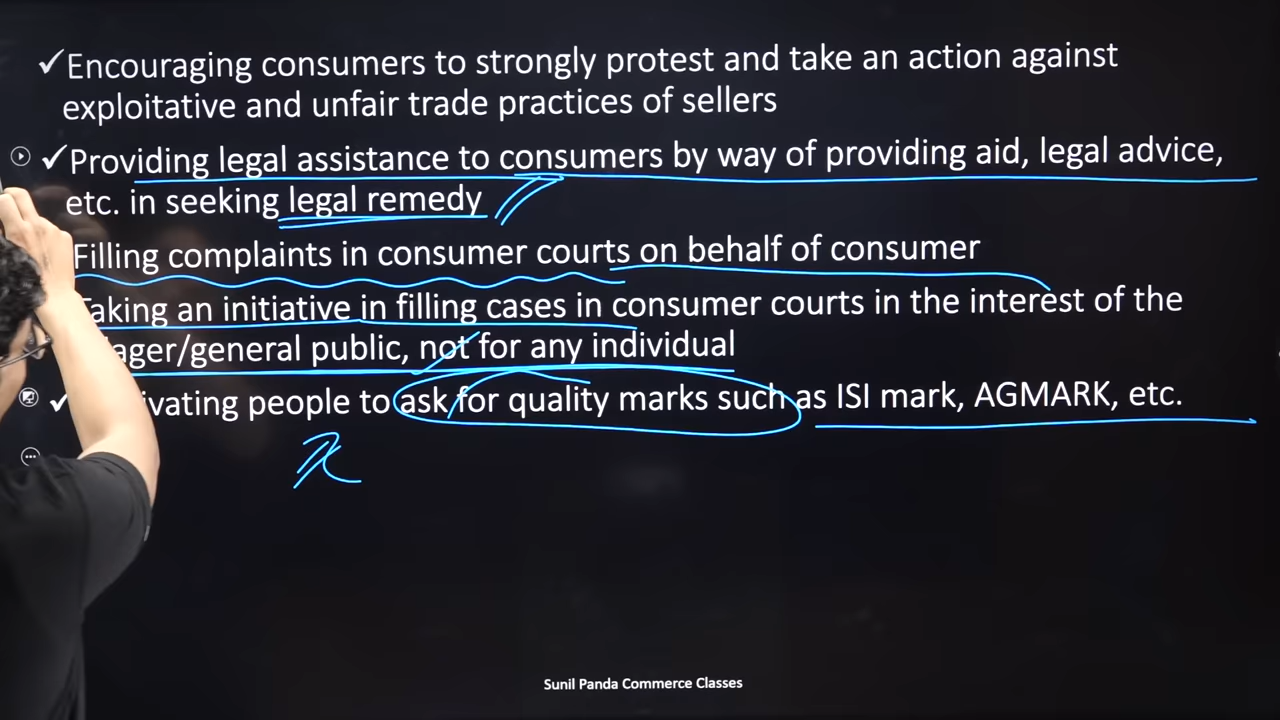 ✓Encouraging consumers to strongly protest and take an action against
exploitative and unfair trade practices of sellers
✓Providing legal assistance to consumers by way of providing aid, legal advice,
etc. in seeking legal remedy
Filling complaints in consumer courts on behalf of consumer
Taking an initiative in filling cases in consumer courts in the interest of the
general public, not for any individual
✓ people to ask for quality marks such as ISI mark, AGMARK, etc.
Sunil Panda Commerce Classes